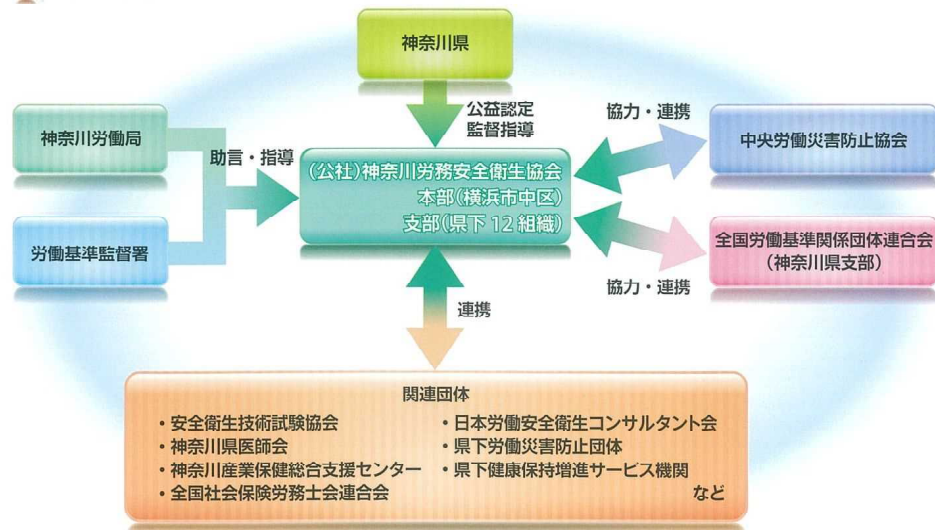 神奈川県
公益認定
監督指導
神奈川労働局
助言・指導
労働基準監督署
(公社)神奈川労務安全衛生協会
本部(横浜市中区)
支部(県下12組織)
協力・連携
中央労働災害防止協会
全国労働基準関係団体連合会
(神奈川県支部)
協力・連携
連携
関連団体
・安全衛生技術試験協会
・神奈川県医師会
・神奈川産業保健総合支援センター
・全国社会保険労務士会連合会
・日本労働安全衛生コンサルタント会
・県下労働災害防止団体
・県下健康保持増進サービス機関
など